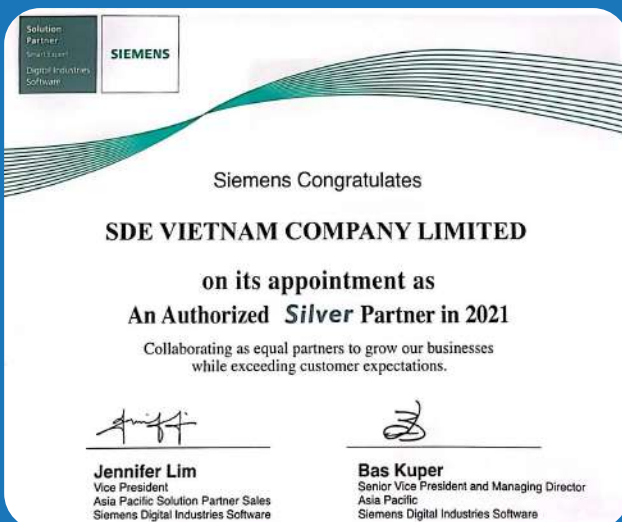 Solution
Partner
Smart Expert
Digital Industries
Software
SIEMENS
Siemens Congratulates
SDE VIETNAM COMPANY LIMITED
on its appointment as
An Authorized Silver Partner in 2021
Collaborating as equal partners to grow our businesses
while exceeding customer expectations.
Jennifer Lim
Vice President
Asia Pacific Solution Partner Sales
Siemens Digital Industries Software
Bas Kuper
Senior Vice President and Managing Director
Asia Pacific
Siemens Digital Industries Software